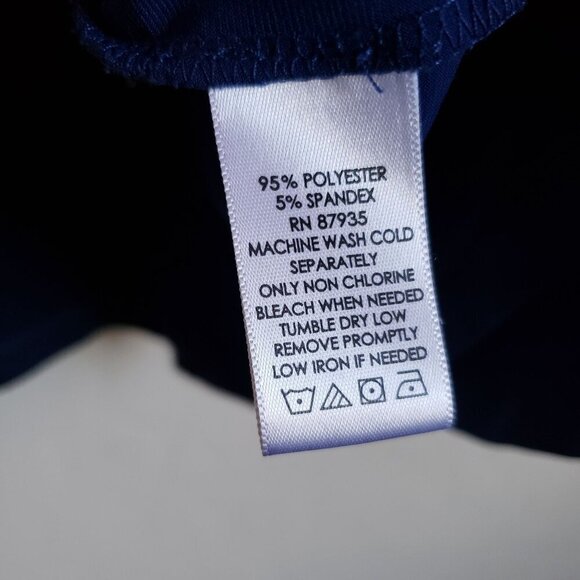 95% POLYESTER
5% SPANDEX
RN 87935
MACHINE WASH COLD
SEPARATELY
ONLY NON CHLORINE
BLEACH WHEN NEEDED
TUMBLE DRY LOW
REMOVE PROMPTLY
LOW IRON IF NEEDED